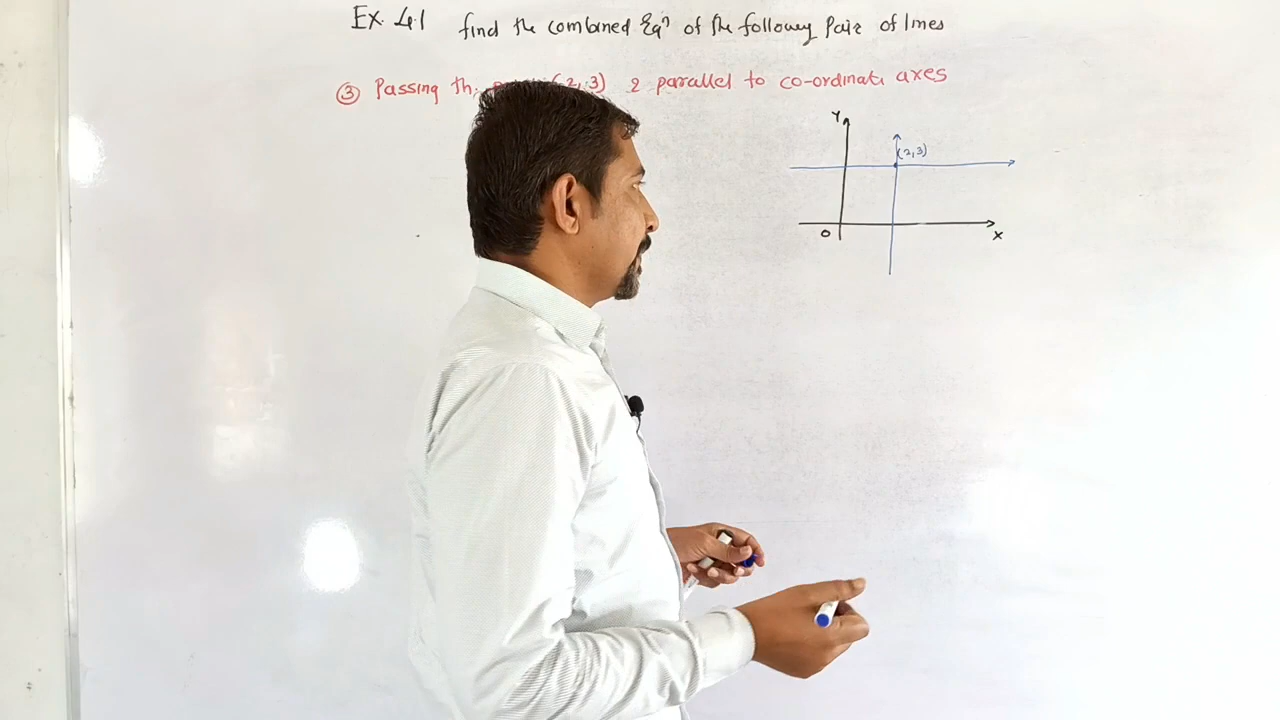 Ex. 4.1 find the combined Eqⁿ of the following Pair of lines
③ Passing th. (2, 3) & parallel to co-ordinate axes
Y
(2,3)
O
X